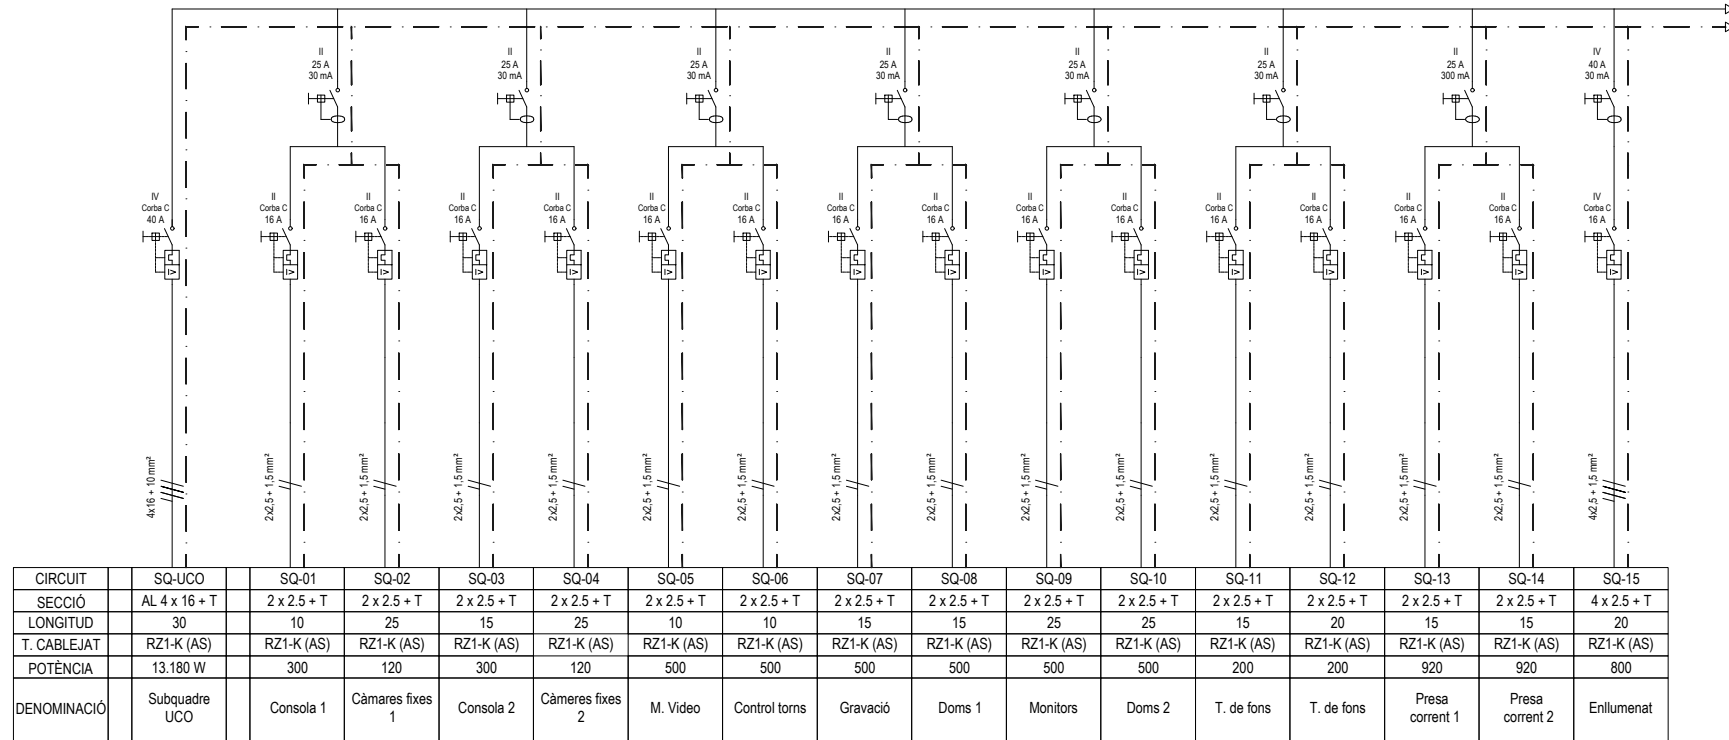 II
25 A
30 mA
II
25 A
30 mA
II
25 A
30 mA
II
25 A
30 mA
II
25 A
30 mA
II
25 A
30 mA
II
25 A
300 mA
IV
40 A
30 mA
IV
Corba C
40 A
II
Corba C
16 A
II
Corba C
16 A
II
Corba C
16 A
II
Corba C
16 A
II
Corba C
16 A
II
Corba C
16 A
II
Corba C
16 A
II
Corba C
16 A
II
Corba C
16 A
II
Corba C
16 A
II
Corba C
16 A
II
Corba C
16 A
II
Corba C
16 A
II
Corba C
16 A
IV
Corba C
16 A
4x16 + 10 mm²
2x2,5 + 1,5 mm²
2x2,5 + 1,5 mm²
2x2,5 + 1,5 mm²
2x2,5 + 1,5 mm²
2x2,5 + 1,5 mm²
2x2,5 + 1,5 mm²
2x2,5 + 1,5 mm²
2x2,5 + 1,5 mm²
2x2,5 + 1,5 mm²
2x2,5 + 1,5 mm²
2x2,5 + 1,5 mm²
2x2,5 + 1,5 mm²
2x2,5 + 1,5 mm²
2x2,5 + 1,5 mm²
4x2,5 + 1,5 mm²
CIRCUIT SQ-UCO SQ-01 SQ-02 SQ-03 SQ-04 SQ-05 SQ-06 SQ-07 SQ-08 SQ-09 SQ-10 SQ-11 SQ-12 SQ-13 SQ-14 SQ-15
SECCIÓ AL 4 x 16 + T 2 x 2.5 + T 2 x 2.5 + T 2 x 2.5 + T 2 x 2.5 + T 2 x 2.5 + T 2 x 2.5 + T 2 x 2.5 + T 2 x 2.5 + T 2 x 2.5 + T 2 x 2.5 + T 2 x 2.5 + T 2 x 2.5 + T 2 x 2.5 + T 2 x 2.5 + T 4 x 2.5 + T
LONGITUD 30 10 25 15 25 10 10 15 15 25 25 15 20 15 15 20
T. CABLEJAT RZ1-K (AS) RZ1-K (AS) RZ1-K (AS) RZ1-K (AS) RZ1-K (AS) RZ1-K (AS) RZ1-K (AS) RZ1-K (AS) RZ1-K (AS) RZ1-K (AS) RZ1-K (AS) RZ1-K (AS) RZ1-K (AS) RZ1-K (AS) RZ1-K (AS) RZ1-K (AS)
POTÈNCIA 13.180 W 300 120 300 120 500 500 500 500 500 500 200 200 920 920 800
DENOMINACIÓ
Subquadre
UCO
Consola 1
Càmares fixes
1
Consola 2
Càmeres fixes
2
M. Video
Control torns
Gravació
Doms 1
Monitors
Doms 2
T. de fons
T. de fons
Presa
corrent 1
Presa
corrent 2
Enllumenat